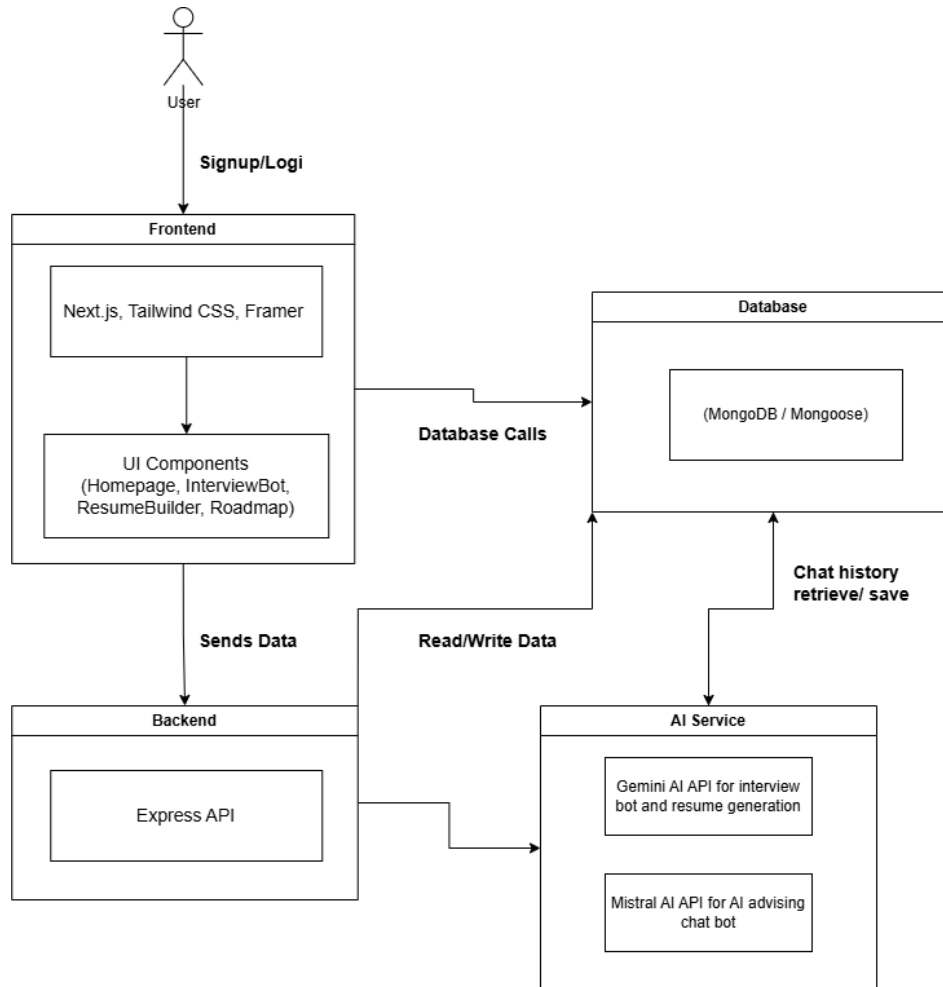 User
Signup/Logi
Frontend
Next.js, Tailwind CSS, Framer
UI Components
(Homepage, InterviewBot,
ResumeBuilder, Roadmap)
Database
(MongoDB / Mongoose)
Database Calls
Chat history
retrieve/ save
Sends Data
Read/Write Data
Backend
Express API
AI Service
Gemini AI API for interview
bot and resume generation
Mistral AI API for AI advising
chat bot